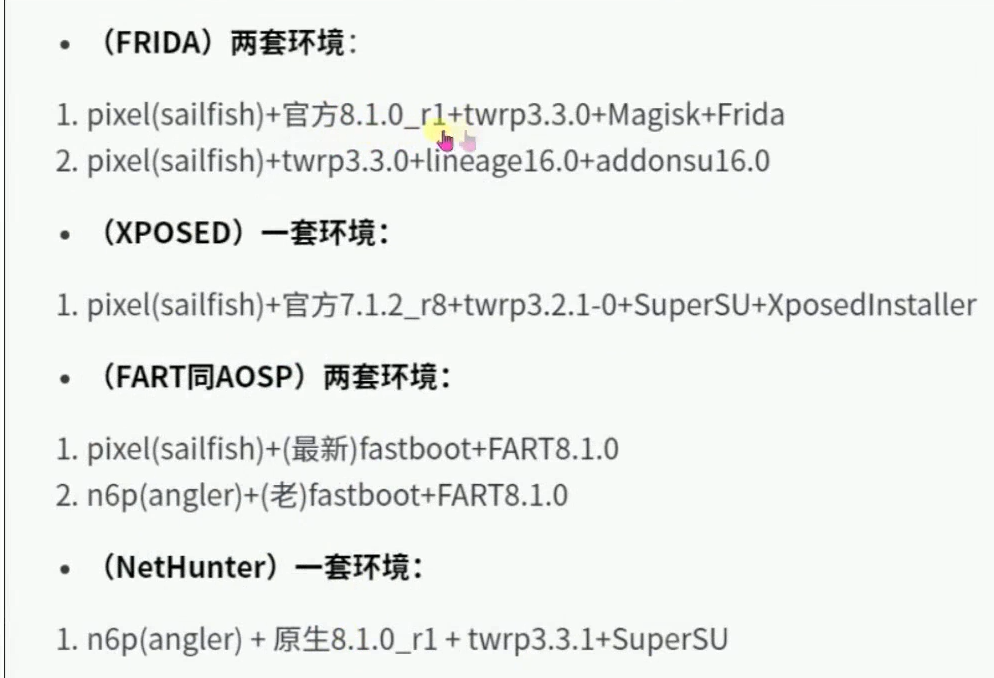 • （FRIDA）两套环境：
1. pixel(sailfish)+官方8.1.0_r1+twrp3.3.0+Magisk+Frida
2. pixel(sailfish)+twrp3.3.0+lineage16.0+addonsu16.0
• （XPOSED）一套环境：
1. pixel(sailfish)+官方7.1.2_r8+twrp3.2.1-0+SuperSU+XposedInstaller
• （FART同AOSP）两套环境：
1. pixel(sailfish)+(最新)fastboot+FART8.1.0
2. n6p(angler)+(老)fastboot+FART8.1.0
• （NetHunter）一套环境：
1. n6p(angler) + 原生8.1.0_r1 + twrp3.3.1+SuperSU